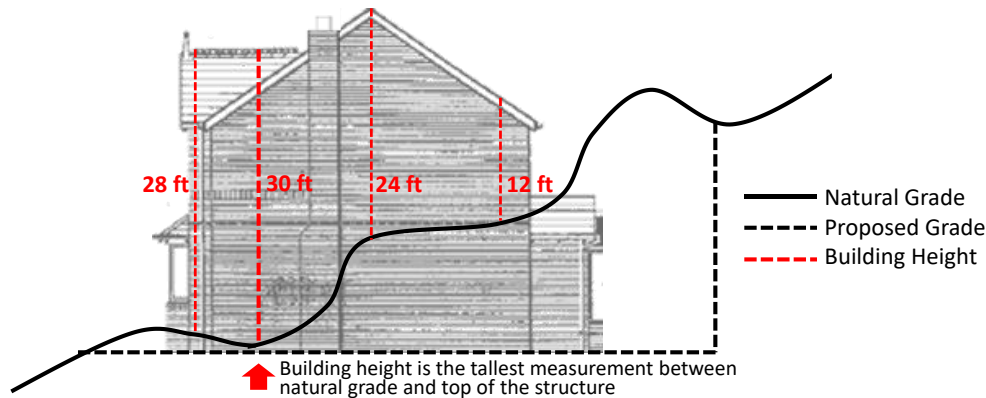 28 ft
30 ft
24 ft
12 ft
Natural Grade
Proposed Grade
Building Height
Building height is the tallest measurement between
natural grade and top of the structure